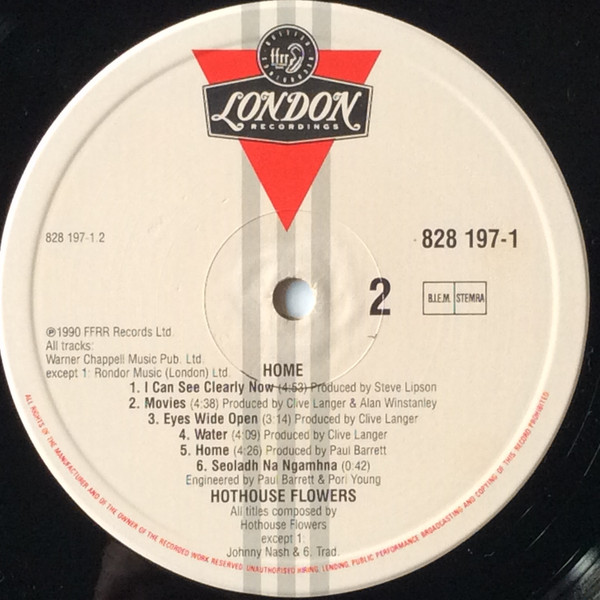 ffrr
LONDON
RECORDINGS
828 197-1.2
828 197-1
2
B.I.E.M. STEMRA
℗1990 FFRR Records Ltd.
All tracks:
Warner Chappell Music Pub. Ltd.
except 1: Rondor Music (London) Ltd.
HOME
1. I Can See Clearly Now (4:53) Produced by Steve Lipson
2. Movies (4:38) Produced by Clive Langer & Alan Winstanley
3. Eyes Wide Open (3:14) Produced by Clive Langer
4. Water (4:09) Produced by Clive Langer
5. Home (4:26) Produced by Paul Barrett
6. Seoladh Na Ngamhna (0:42)
Engineered by Paul Barrett & Pori Young
HOTHOUSE FLOWERS
All titles composed by
Hothouse Flowers
except 1:
Johnny Nash & 6, Trad.
ALL RIGHTS OF THE MANUFACTURER AND OF THE OWNER OF THE RECORDED WORK RESERVED. UNAUTHORISED HIRING, LENDING, PUBLIC PERFORMANCE BROADCASTING AND COPYING OF THIS RECORD PROHIBITED